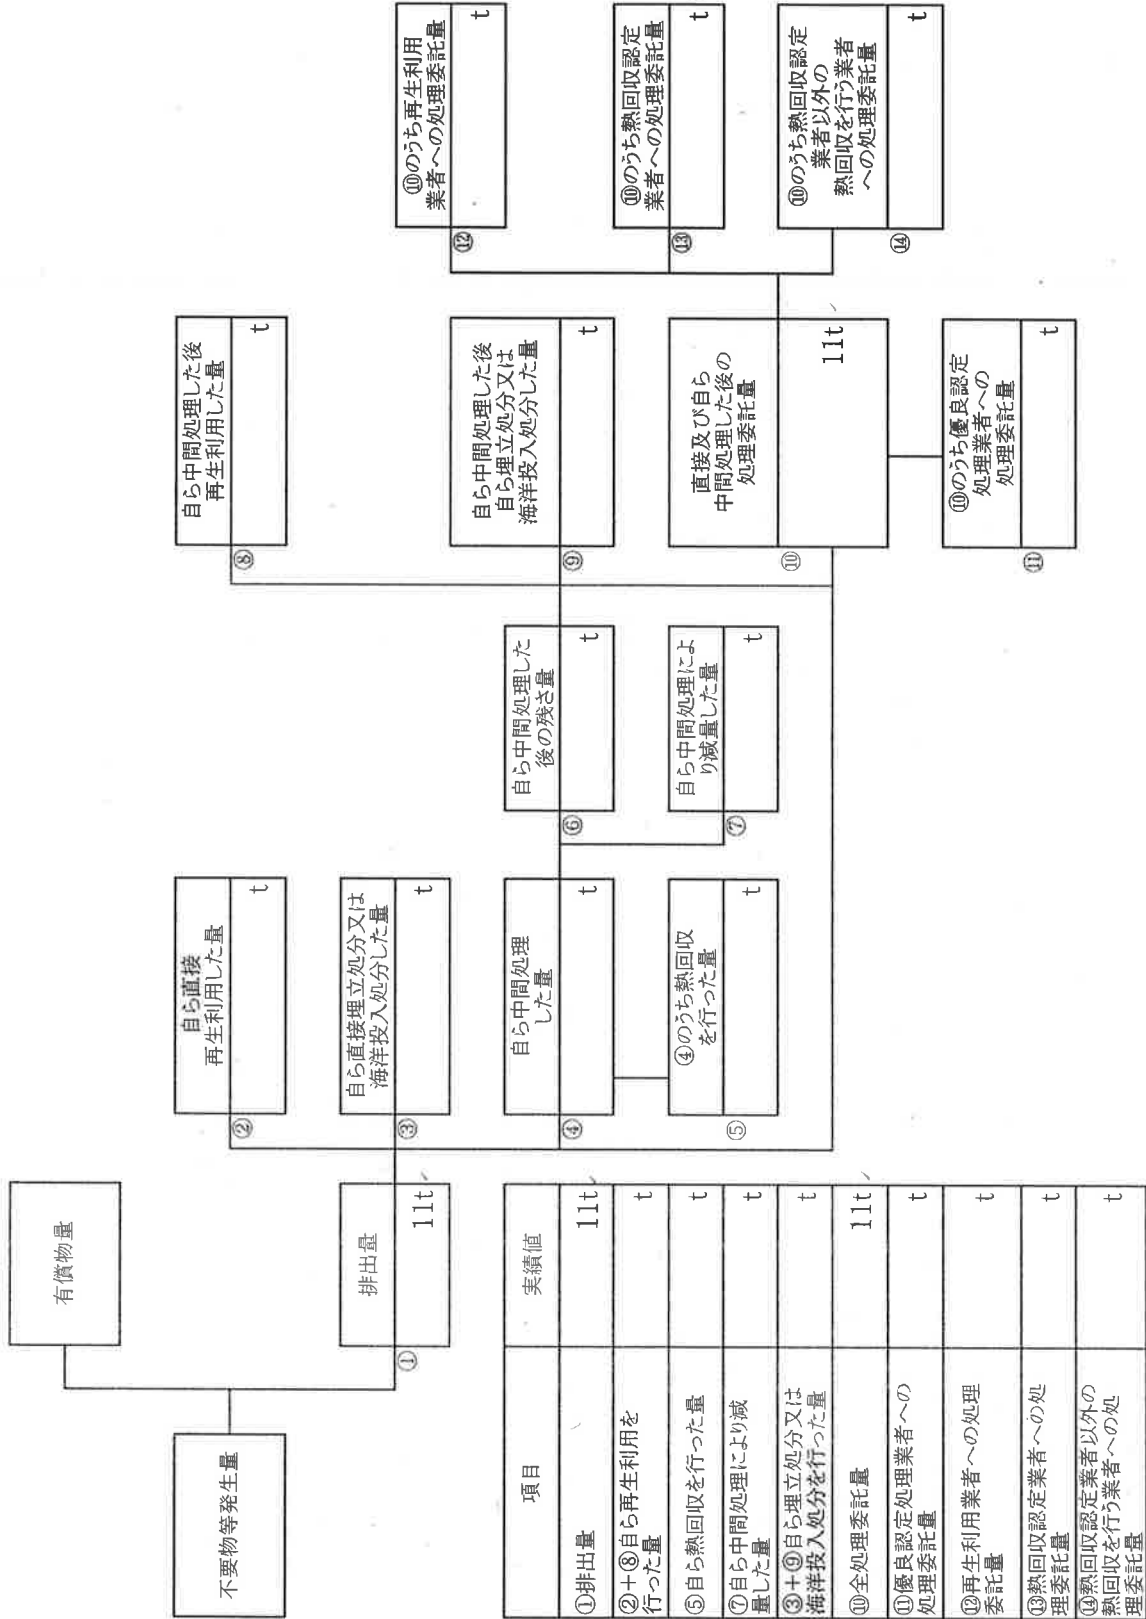 不要物等発生量
有償物量
排出量
①
11t
②
自ら直接
再生利用した量
t
③
自ら直接埋立処分又は
海洋投入処分した量
t
④
自ら中間処理
した量
t
⑤
④のうち熱回収
を行った量
t
⑥
自ら中間処理した
後の残さ量
t
⑦
自ら中間処理によ
り減量した量
t
⑧
自ら中間処理した後
再生利用した量
t
⑨
自ら中間処理した後
自ら埋立処分又は
海洋投入処分した量
t
⑩
直接及び自ら
中間処理した後の
処理委託量
11t
⑪
⑩のうち優良認定
処理業者への
処理委託量
t
⑫
⑩のうち再生利用
業者への処理委託量
t
⑬
⑩のうち熱回収認定
業者への処理委託量
t
⑭
⑩のうち熱回収認定
業者以外の
熱回収を行う業者
への処理委託量
t
項目 実績値
①排出量 11t
②+⑧自ら再生利用を
行った量 t
⑤自ら熱回収を行った量 t
⑦自ら中間処理により減
量した量 t
③+⑨自ら埋立処分又は
海洋投入処分を行った量 t
⑩全処理委託量 11t
⑪優良認定処理業者への
処理委託量 t
⑫再生利用業者への処理
委託量 t
⑬熱回収認定業者への処
理委託量 t
⑭熱回収認定業者以外の
熱回収を行う業者への処
理委託量 t